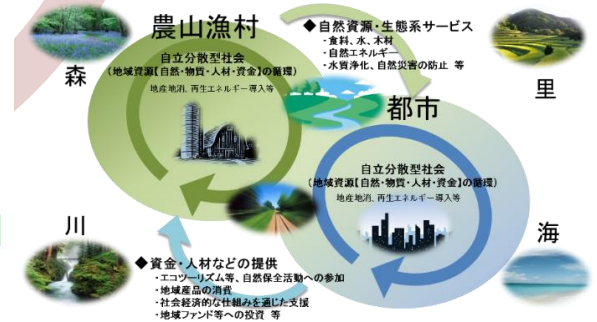 農山漁村
自立分散型社会
(地域資源【自然・物質・人材・資金】の循環)
地産地消、再生エネルギー導入等
◆自然資源・生態系サービス
・食料、水、木材
・自然エネルギー
・水質浄化、自然災害の防止 等
森
里
都市
自立分散型社会
(地域資源【自然・物質・人材・資金】の循環)
地産地消、再生エネルギー導入等
川
海
◆資金・人材などの提供
・エコツーリズム等、自然保全活動への参加
・地域産品の消費
・社会経済的な仕組みを通じた支援
・地域ファンド等への投資 等